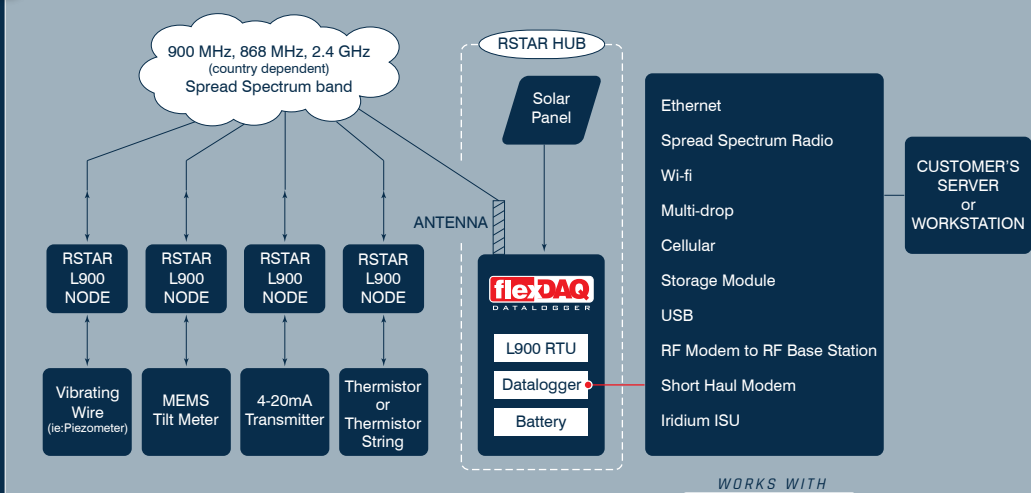 900 MHz, 868 MHz, 2.4 GHz
(country dependent)
Spread Spectrum band
RSTAR HUB
Solar
Panel
ANTENNA
RSTAR
L900
NODE
RSTAR
L900
NODE
RSTAR
L900
NODE
RSTAR
L900
NODE
Vibrating
Wire
(ie:Piezometer)
MEMS
Tilt Meter
4-20mA
Transmitter
Thermistor
or
Thermistor
String
flexDAQ
DATALOGGER
L900 RTU
Datalogger
Battery
Ethernet
Spread Spectrum Radio
Wi-fi
Multi-drop
Cellular
Storage Module
USB
RF Modem to RF Base Station
Short Haul Modem
Iridium ISU
CUSTOMER'S
SERVER
or
WORKSTATION
WORKS WITH